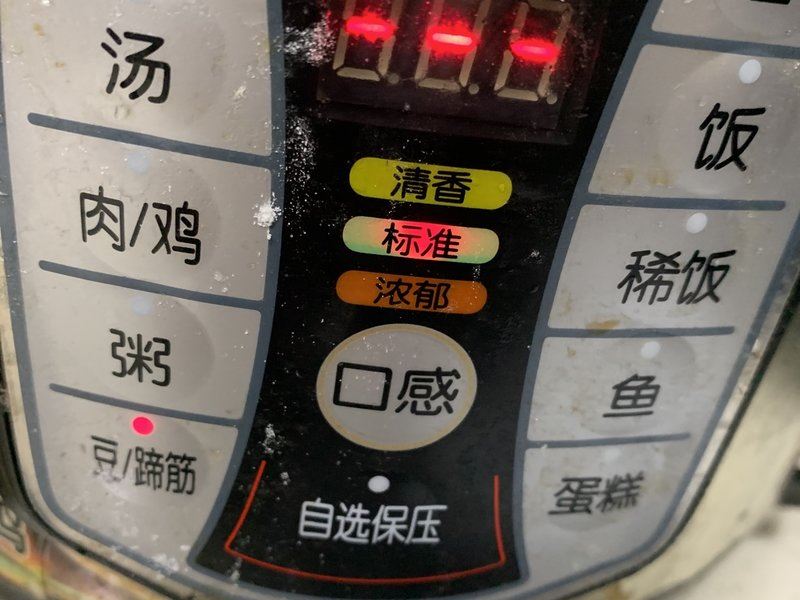 汤
肉/鸡
粥
豆/蹄筋
清香
标准
浓郁
口感
自选保压
饭
稀饭
鱼
蛋糕